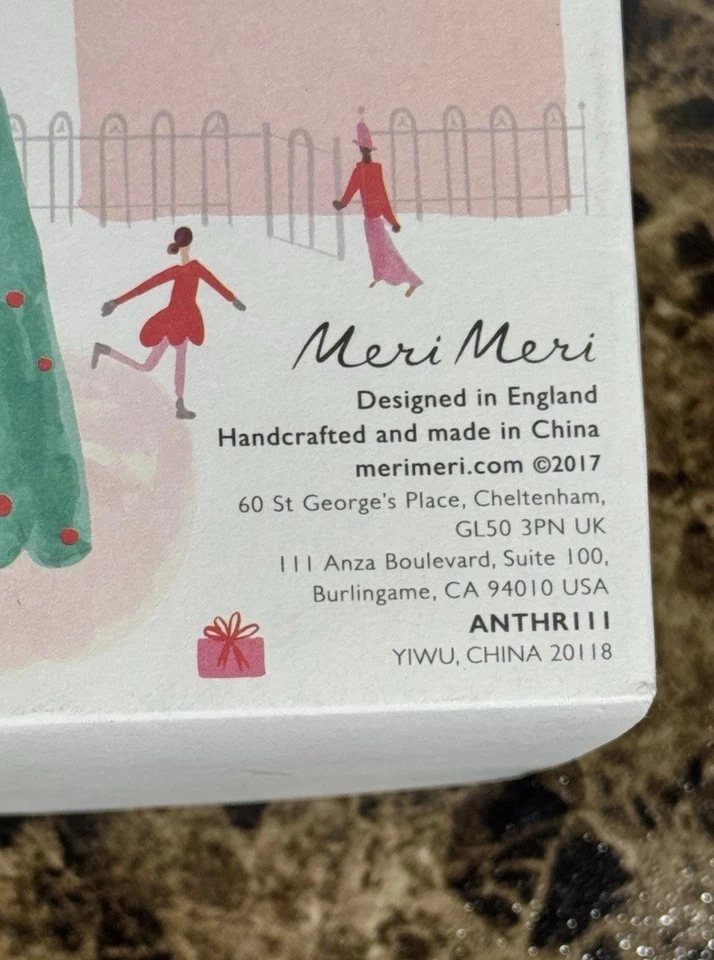 Meri Meri
Designed in England
Handcrafted and made in China
merimeri.com ©2017
60 St George's Place, Cheltenham,
GL50 3PN UK
111 Anza Boulevard, Suite 100,
Burlingame, CA 94010 USA
ANTHR111
YIWU, CHINA 20118